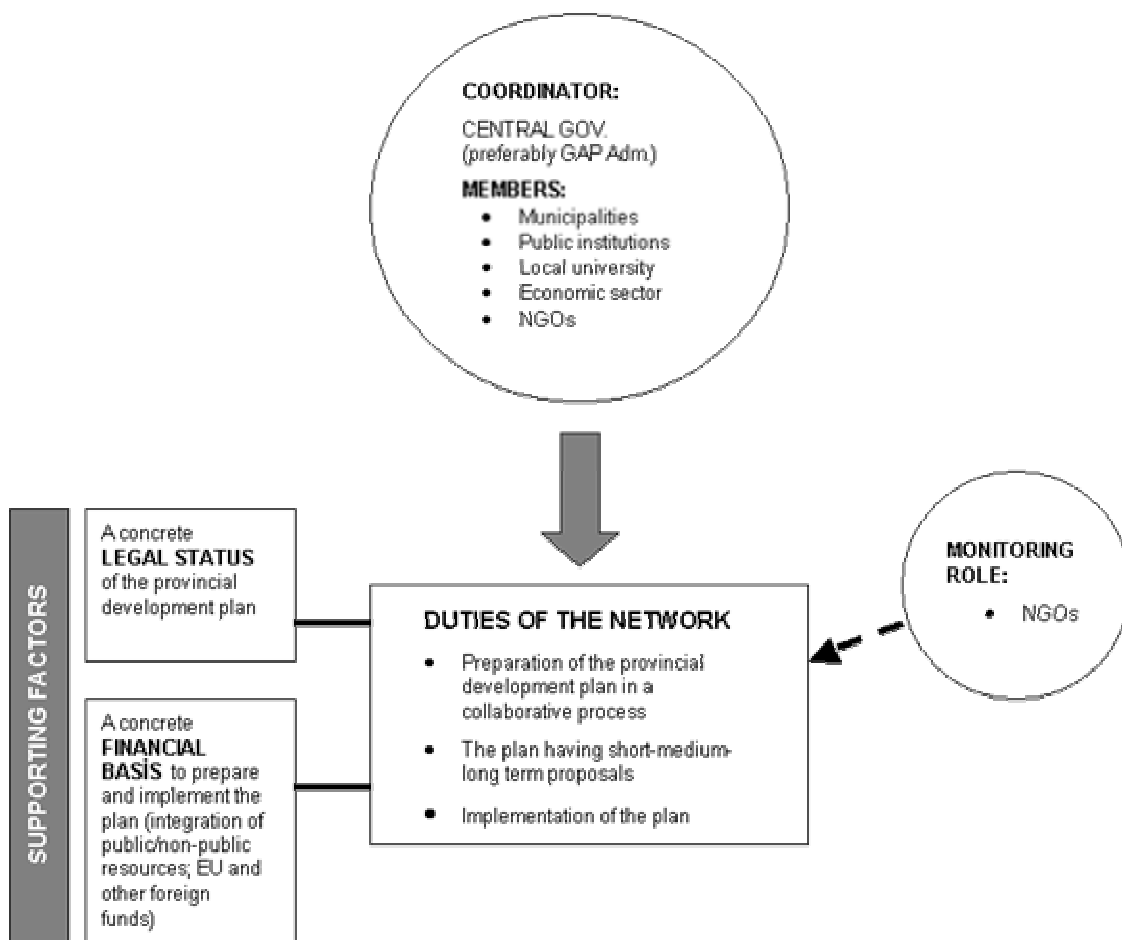 COORDINATOR:
CENTRAL GOV.
(preferably GAP Adm.)
MEMBERS:
• Municipalities
• Public institutions
• Local university
• Economic sector
• NGOs
SUPPORTING FACTORS
A concrete
LEGAL STATUS
of the provincial
development plan
A concrete
FINANCIAL
BASİS to prepare
and implement the
plan (integration of
public/non-public
resources; EU and
other foreign
funds)
DUTIES OF THE NETWORK
• Preparation of the provincial
development plan in a
collaborative process
• The plan having short-medium-
long term proposals
• Implementation of the plan
MONITORING
ROLE:
• NGOs